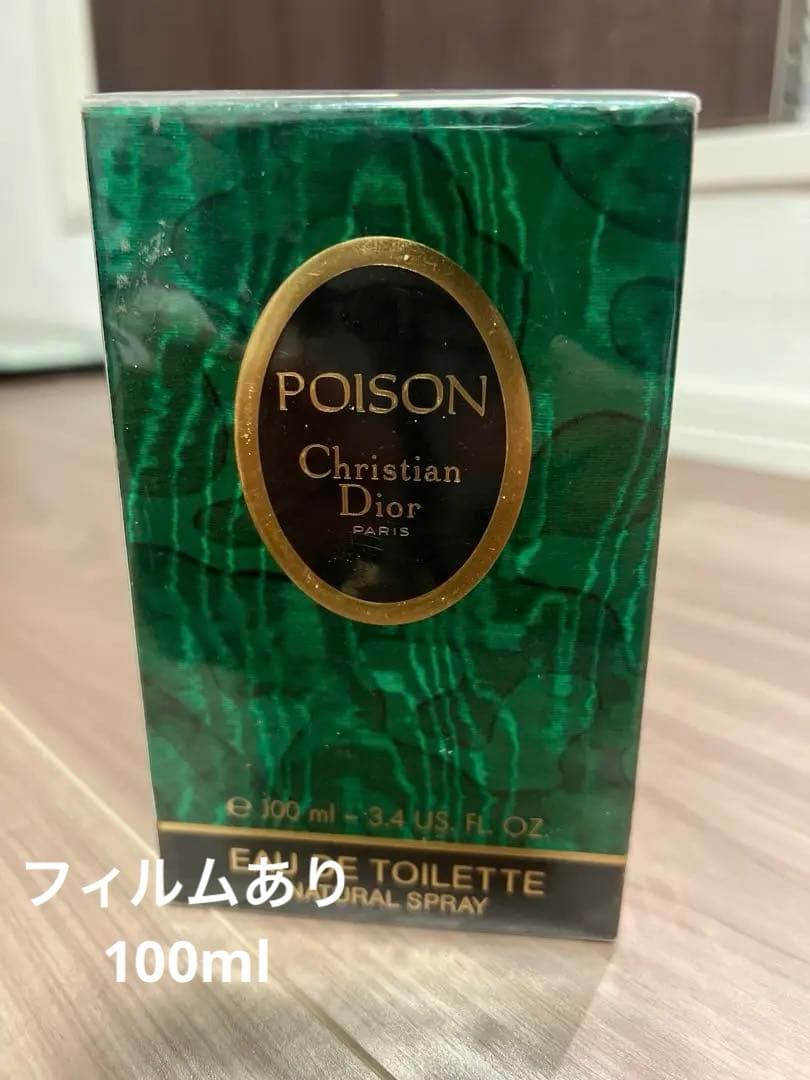 POISON
Christian
Dior
PARIS
e 100 ml - 3.4 US. FL. OZ.
EAU DE TOILETTE
NATURAL SPRAY
フィルムあり
100ml